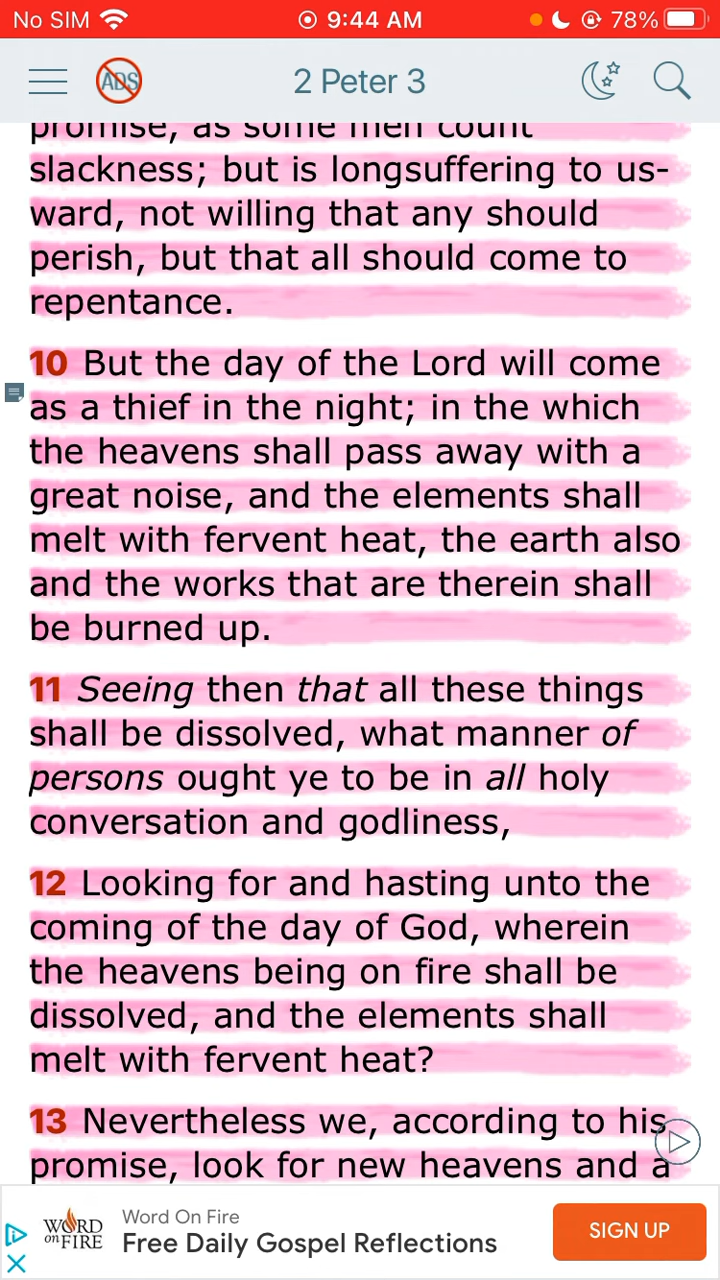 No SIM 9:44 AM 78%
ADS 2 Peter 3
promise, as some men count
slackness; but is longsuffering to us-
ward, not willing that any should
perish, but that all should come to
repentance.
10 But the day of the Lord will come
as a thief in the night; in the which
the heavens shall pass away with a
great noise, and the elements shall
melt with fervent heat, the earth also
and the works that are therein shall
be burned up.
11 Seeing then that all these things
shall be dissolved, what manner of
persons ought ye to be in all holy
conversation and godliness,
12 Looking for and hasting unto the
coming of the day of God, wherein
the heavens being on fire shall be
dissolved, and the elements shall
melt with fervent heat?
13 Nevertheless we, according to his
promise, look for new heavens and a
WORD
on FIRE
Word On Fire
Free Daily Gospel Reflections
SIGN UP